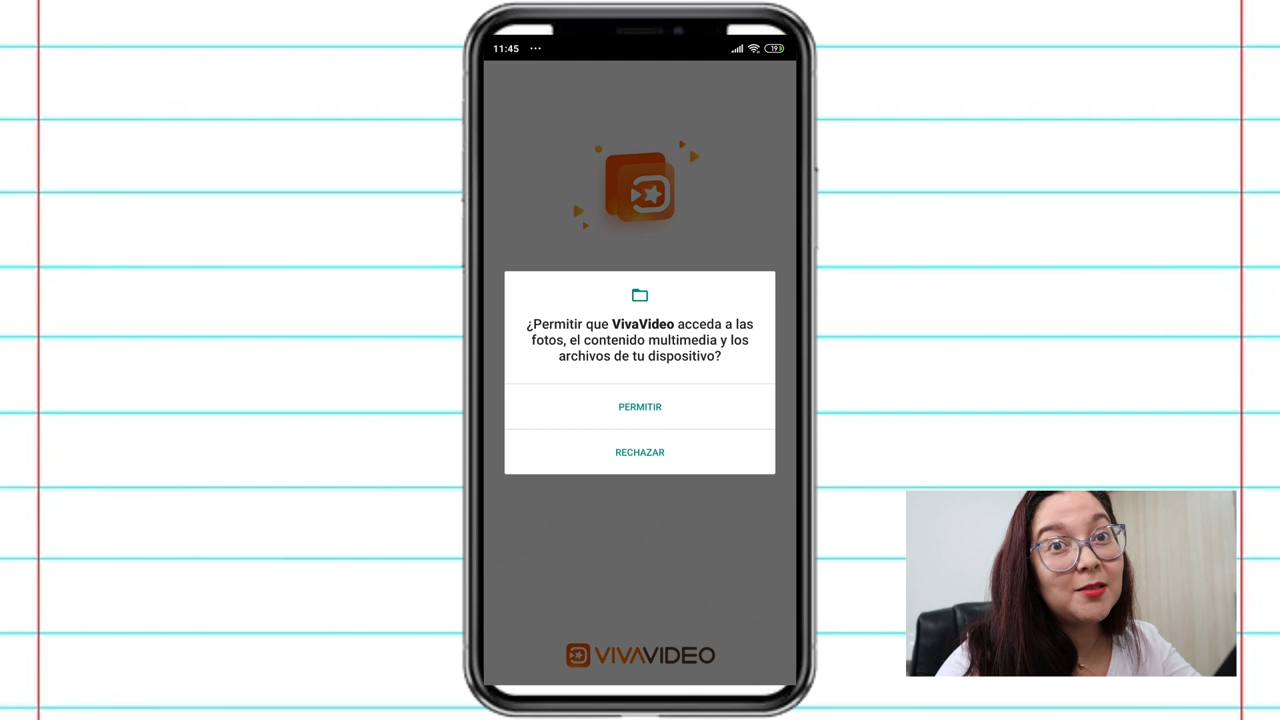 11:45 ...
19
¿Permitir que VivaVideo acceda a las
fotos, el contenido multimedia y los
archivos de tu dispositivo?
PERMITIR
RECHAZAR
VIVAVIDEO